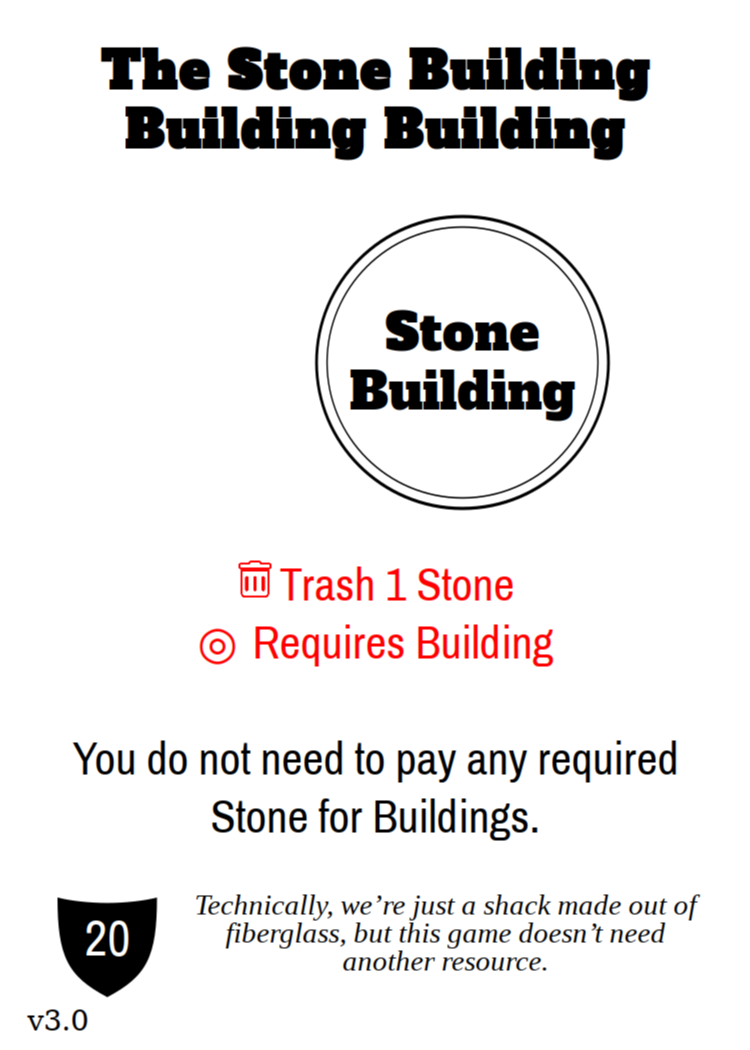 The Stone Building
Building Building
Stone
Building
Trash 1 Stone
Requires Building
You do not need to pay any required
Stone for Buildings.
20
Technically, we’re just a shack made out of
fiberglass, but this game doesn’t need
another resource.
v3.0